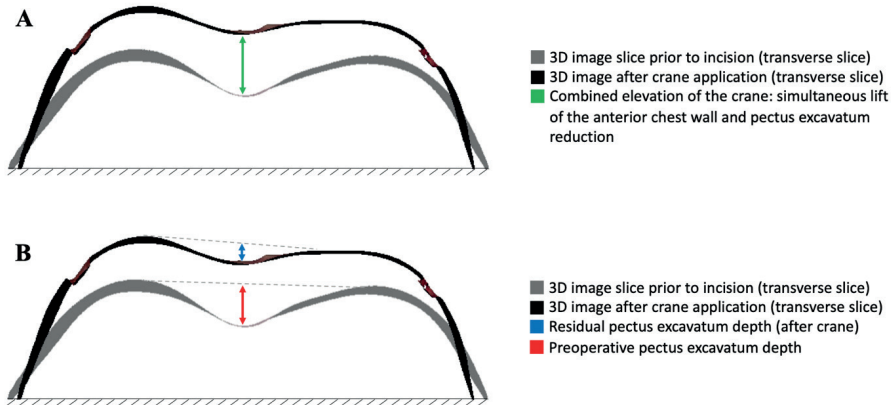 A
3D image slice prior to incision (transverse slice)
3D image after crane application (transverse slice)
Combined elevation of the crane: simultaneous lift
of the anterior chest wall and pectus excavatum
reduction
B
3D image slice prior to incision (transverse slice)
3D image after crane application (transverse slice)
Residual pectus excavatum depth (after crane)
Preoperative pectus excavatum depth